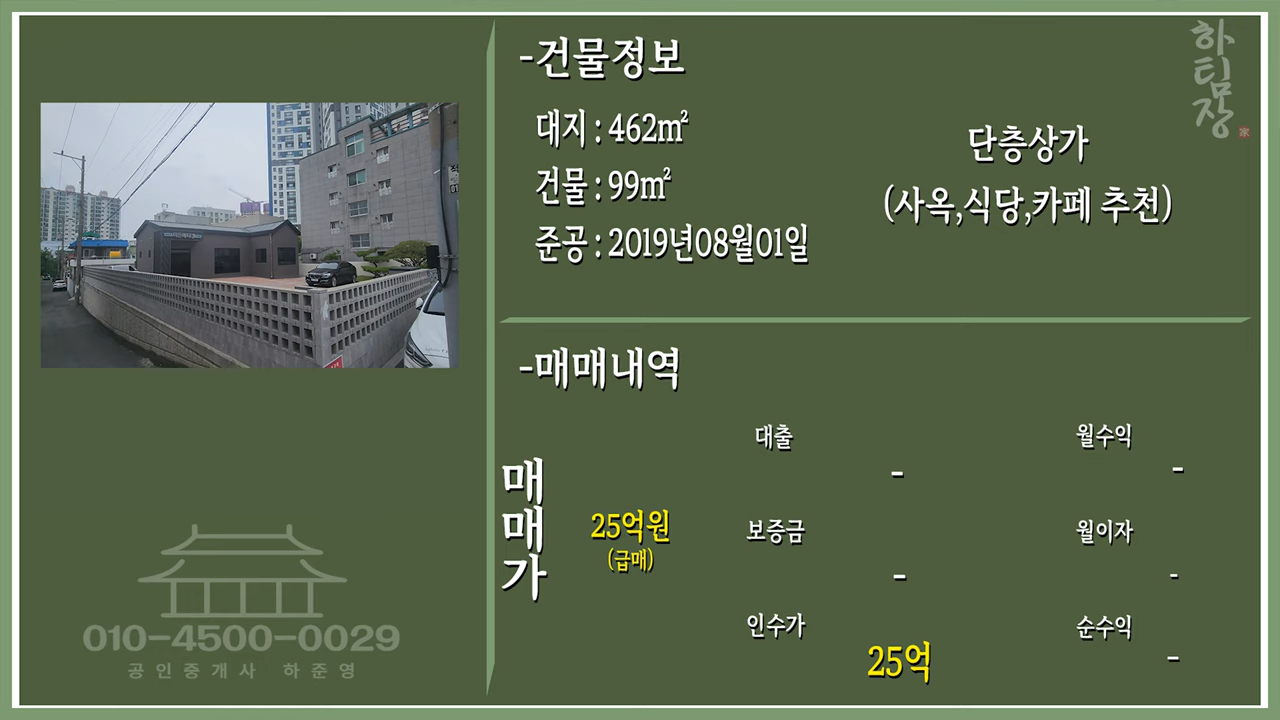 -건물정보
대지 : 462㎡
건물 : 99㎡
준공 : 2019년08월01일
단층상가
(사옥,식당,카페 추천)
하팀장
家
-매매내역
매매가
25억원
(급매)
대출
-
보증금
-
인수가
25억
월수익
-
월이자
-
순수익
-
010-4500-0029
공인중개사 하준영